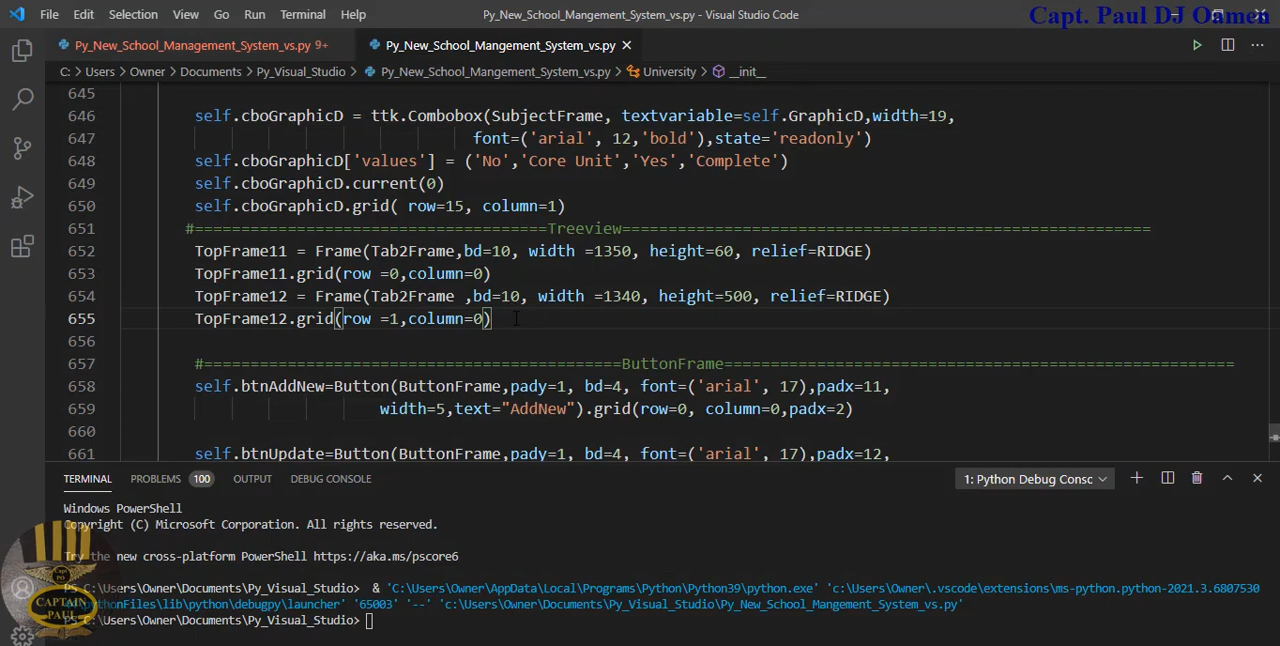 File Edit Selection View Go Run Terminal Help
Py_New_School_Mangement_System_vs.py - Visual Studio Code
Capt. Paul DJ Oamen
Py_New_School_Management_System_vs.py 9+
Py_New_School_Mangement_System_vs.py
C: > Users > Owner > Documents > Py_Visual_Studio > Py_New_School_Mangement_System_vs.py > University > __init__
645
646 self.cboGraphicD = ttk.Combobox(SubjectFrame, textvariable=self.GraphicD,width=19,
647 font=('arial', 12,'bold'),state='readonly')
648 self.cboGraphicD['values'] = ('No','Core Unit','Yes','Complete')
649 self.cboGraphicD.current(0)
650 self.cboGraphicD.grid( row=15, column=1)
651 #======================================Treeview=========================================================
652 TopFrame11 = Frame(Tab2Frame,bd=10, width =1350, height=60, relief=RIDGE)
653 TopFrame11.grid(row =0,column=0)
654 TopFrame12 = Frame(Tab2Frame ,bd=10, width =1340, height=500, relief=RIDGE)
655 TopFrame12.grid(row =1,column=0)
656
657 #=============================================ButtonFrame=======================================================
658 self.btnAddNew=Button(ButtonFrame,pady=1, bd=4, font=('arial', 17),padx=11,
659 width=5,text="AddNew").grid(row=0, column=0,padx=2)
660
661 self.btnUpdate=Button(ButtonFrame,pady=1, bd=4, font=('arial', 17),padx=12,
TERMINAL PROBLEMS 100 OUTPUT DEBUG CONSOLE
1: Python Debug Consc
Windows PowerShell
Copyright (C) Microsoft Corporation. All rights reserved.
Try the new cross-platform PowerShell https://aka.ms/pscore6
PS C:\Users\Owner\Documents\Py_Visual_Studio> & 'C:\Users\Owner\AppData\Local\Programs\Python\Python39\python.exe' 'c:\Users\Owner\.vscode\extensions\ms-python.python-2021.3.6807530
\pythonFiles\lib\python\debugpy\launcher' '65003' '--' 'c:\Users\Owner\Documents\Py_Visual_Studio\Py_New_School_Mangement_System_vs.py'
PS C:\Users\Owner\Documents\Py_Visual_Studio>
CAPTAIN
PAUL